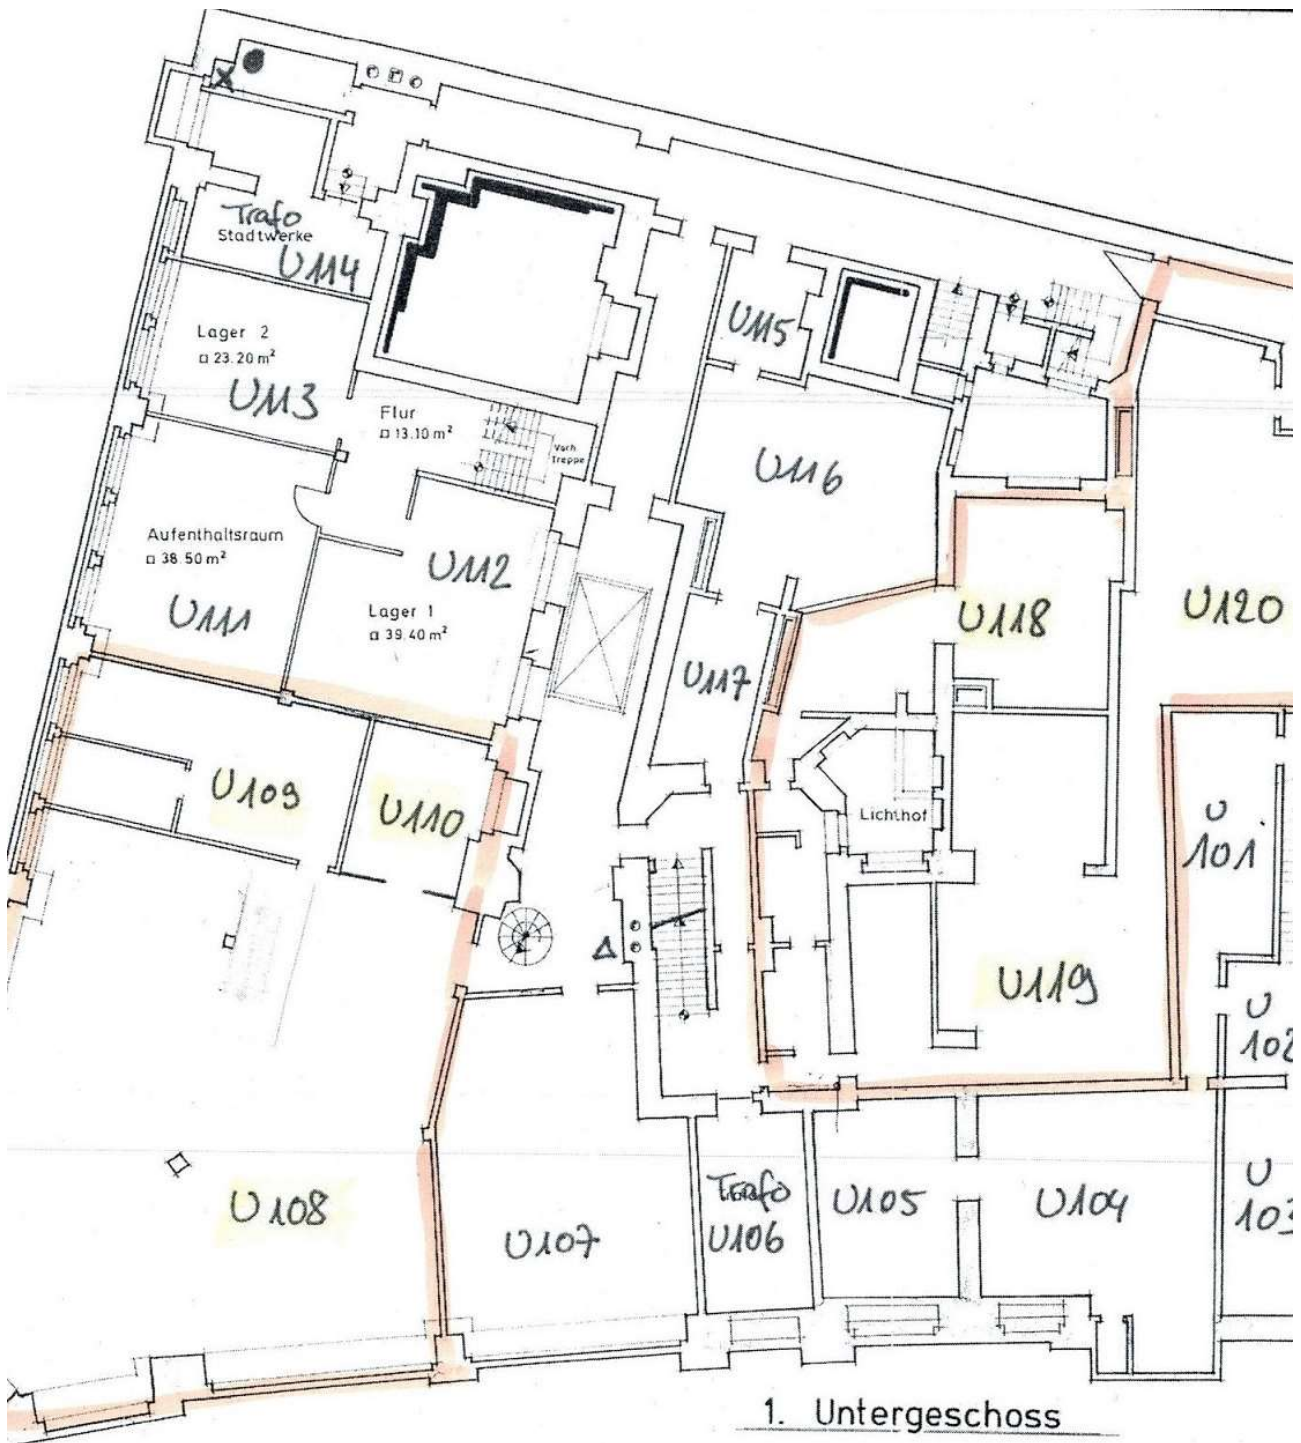 Trafo
Stadtwerke
U114
Lager 2
□ 23.20 m²
U113
U115
Flur
□ 13.10 m²
Vorh.
Treppe
U116
Aufenthaltsraum
□ 38.50 m²
U111
U112
Lager 1
□ 39.40 m²
U117
U118
U120
U109
U110
Lichthof
U
101
U119
U
102
U108
U107
Trafo
U106
U105
U104
U
103
1. Untergeschoss